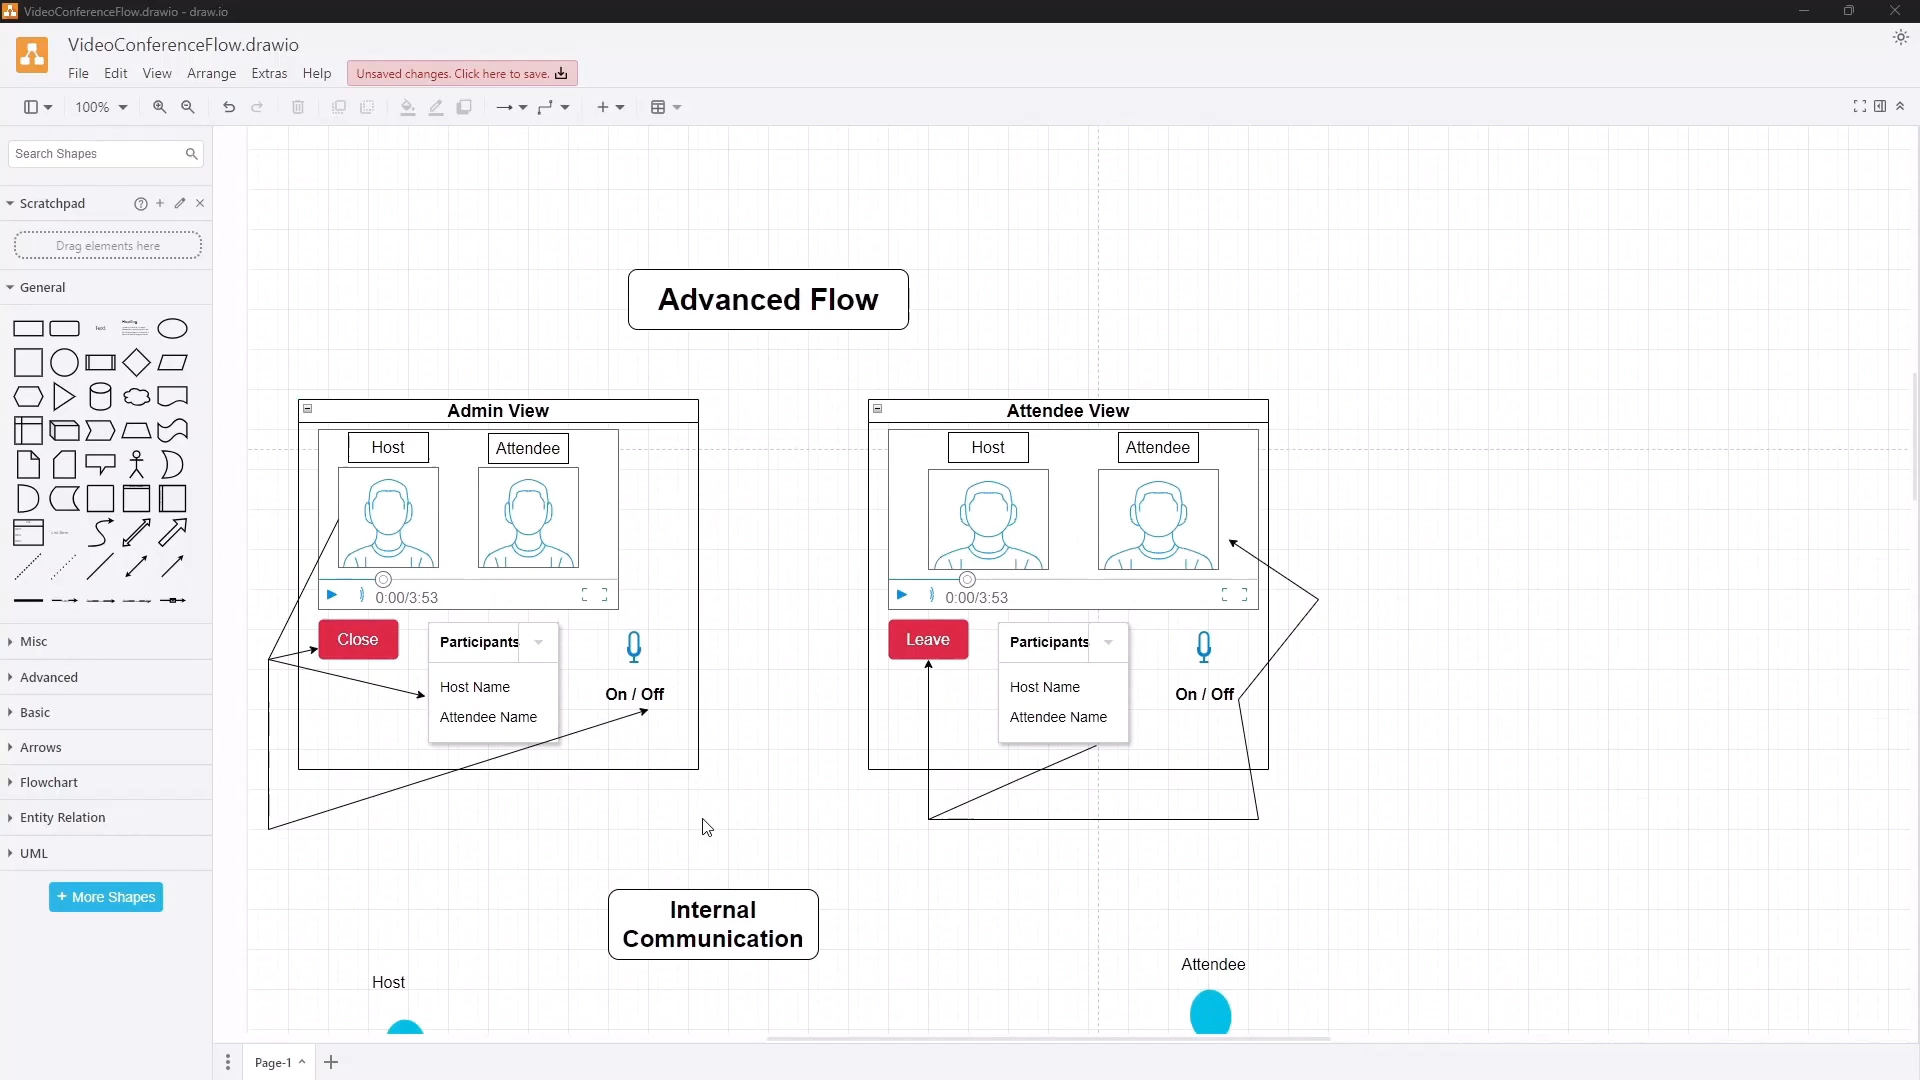 VideoConferenceFlow.drawio - draw.io
VideoConferenceFlow.drawio
File Edit View Arrange Extras Help
Unsaved changes. Click here to save.
100%
Search Shapes
Scratchpad
Drag elements here
General
Text
Heading
Misc
Advanced
Basic
Arrows
Flowchart
Entity Relation
UML
+ More Shapes
Advanced Flow
Admin View
Host
Attendee
0:00/3:53
Close
Participants
Host Name
Attendee Name
On / Off
Attendee View
Host
Attendee
0:00/3:53
Leave
Participants
Host Name
Attendee Name
On / Off
Internal
Communication
Host
Attendee
Page-1